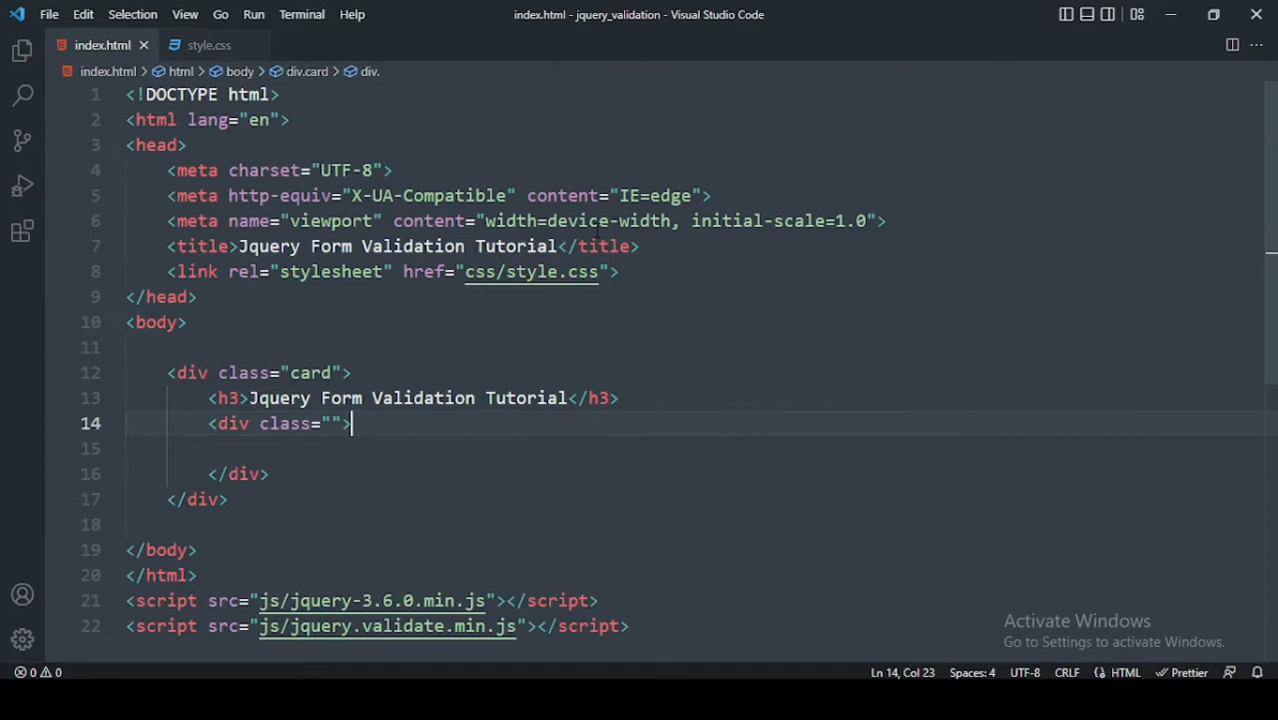 File Edit Selection View Go Run Terminal Help index.html - jquery_validation - Visual Studio Code
index.html style.css
index.html > html > body > div.card > div.
1 <!DOCTYPE html>
2 <html lang="en">
3 <head>
4 <meta charset="UTF-8">
5 <meta http-equiv="X-UA-Compatible" content="IE=edge">
6 <meta name="viewport" content="width=device-width, initial-scale=1.0">
7 <title>Jquery Form Validation Tutorial</title>
8 <link rel="stylesheet" href="css/style.css">
9 </head>
10 <body>
11
12 <div class="card">
13 <h3>Jquery Form Validation Tutorial</h3>
14 <div class="">
15
16 </div>
17 </div>
18
19 </body>
20 </html>
21 <script src="js/jquery-3.6.0.min.js"></script>
22 <script src="js/jquery.validate.min.js"></script>
Activate Windows
Go to Settings to activate Windows.
0 0 Ln 14, Col 23 Spaces: 4 UTF-8 CRLF HTML Prettier